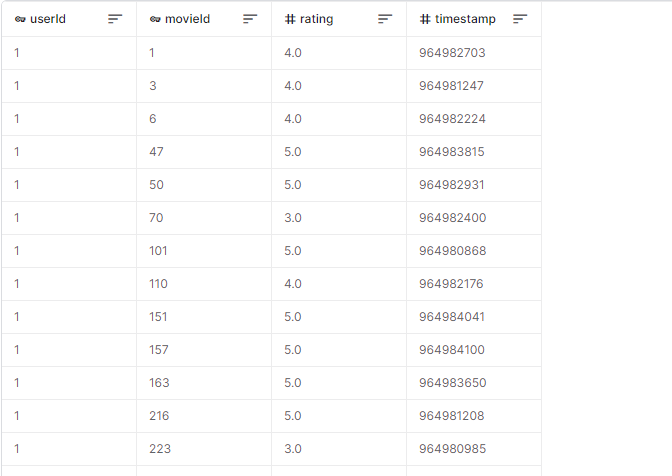 userId movieId rating timestamp
1 1 4.0 964982703
1 3 4.0 964981247
1 6 4.0 964982224
1 47 5.0 964983815
1 50 5.0 964982931
1 70 3.0 964982400
1 101 5.0 964980868
1 110 4.0 964982176
1 151 5.0 964984041
1 157 5.0 964984100
1 163 5.0 964983650
1 216 5.0 964981208
1 223 3.0 964980985